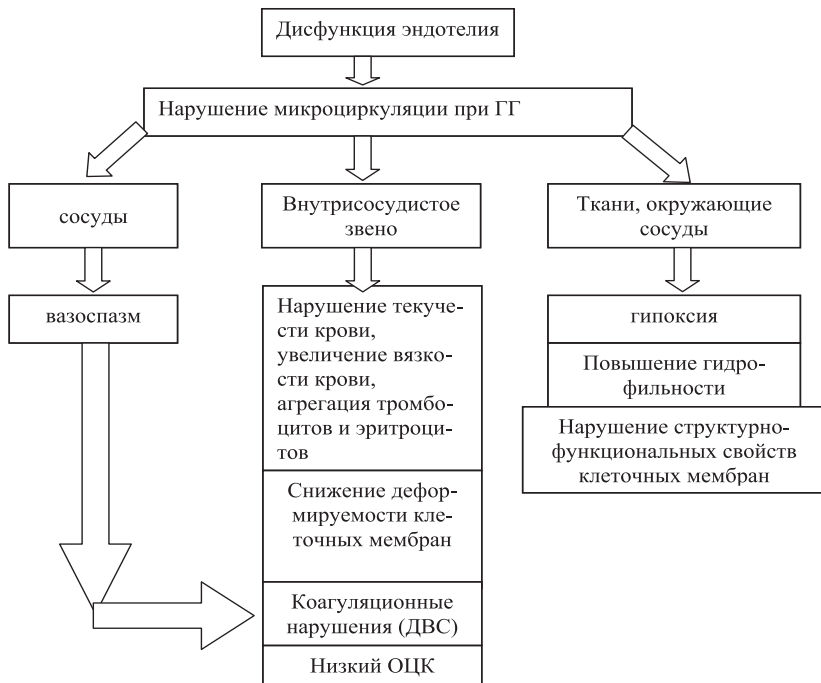 Дисфункция эндотелия
Нарушение микроциркуляции при ГГ
сосуды
Внутрисосудистое
звено
Ткани, окружающие
сосуды
вазоспазм
Нарушение текуче-
сти крови,
увеличение вязко-
сти крови,
агрегация тромбо-
цитов и эритроци-
тов
Снижение дефор-
мируемости кле-
точных мембран
Коагуляционные
нарушения (ДВС)
Низкий ОЦК
гипоксия
Повышение гидро-
фильности
Нарушение структурно-
функциональных свойств
клеточных мембран